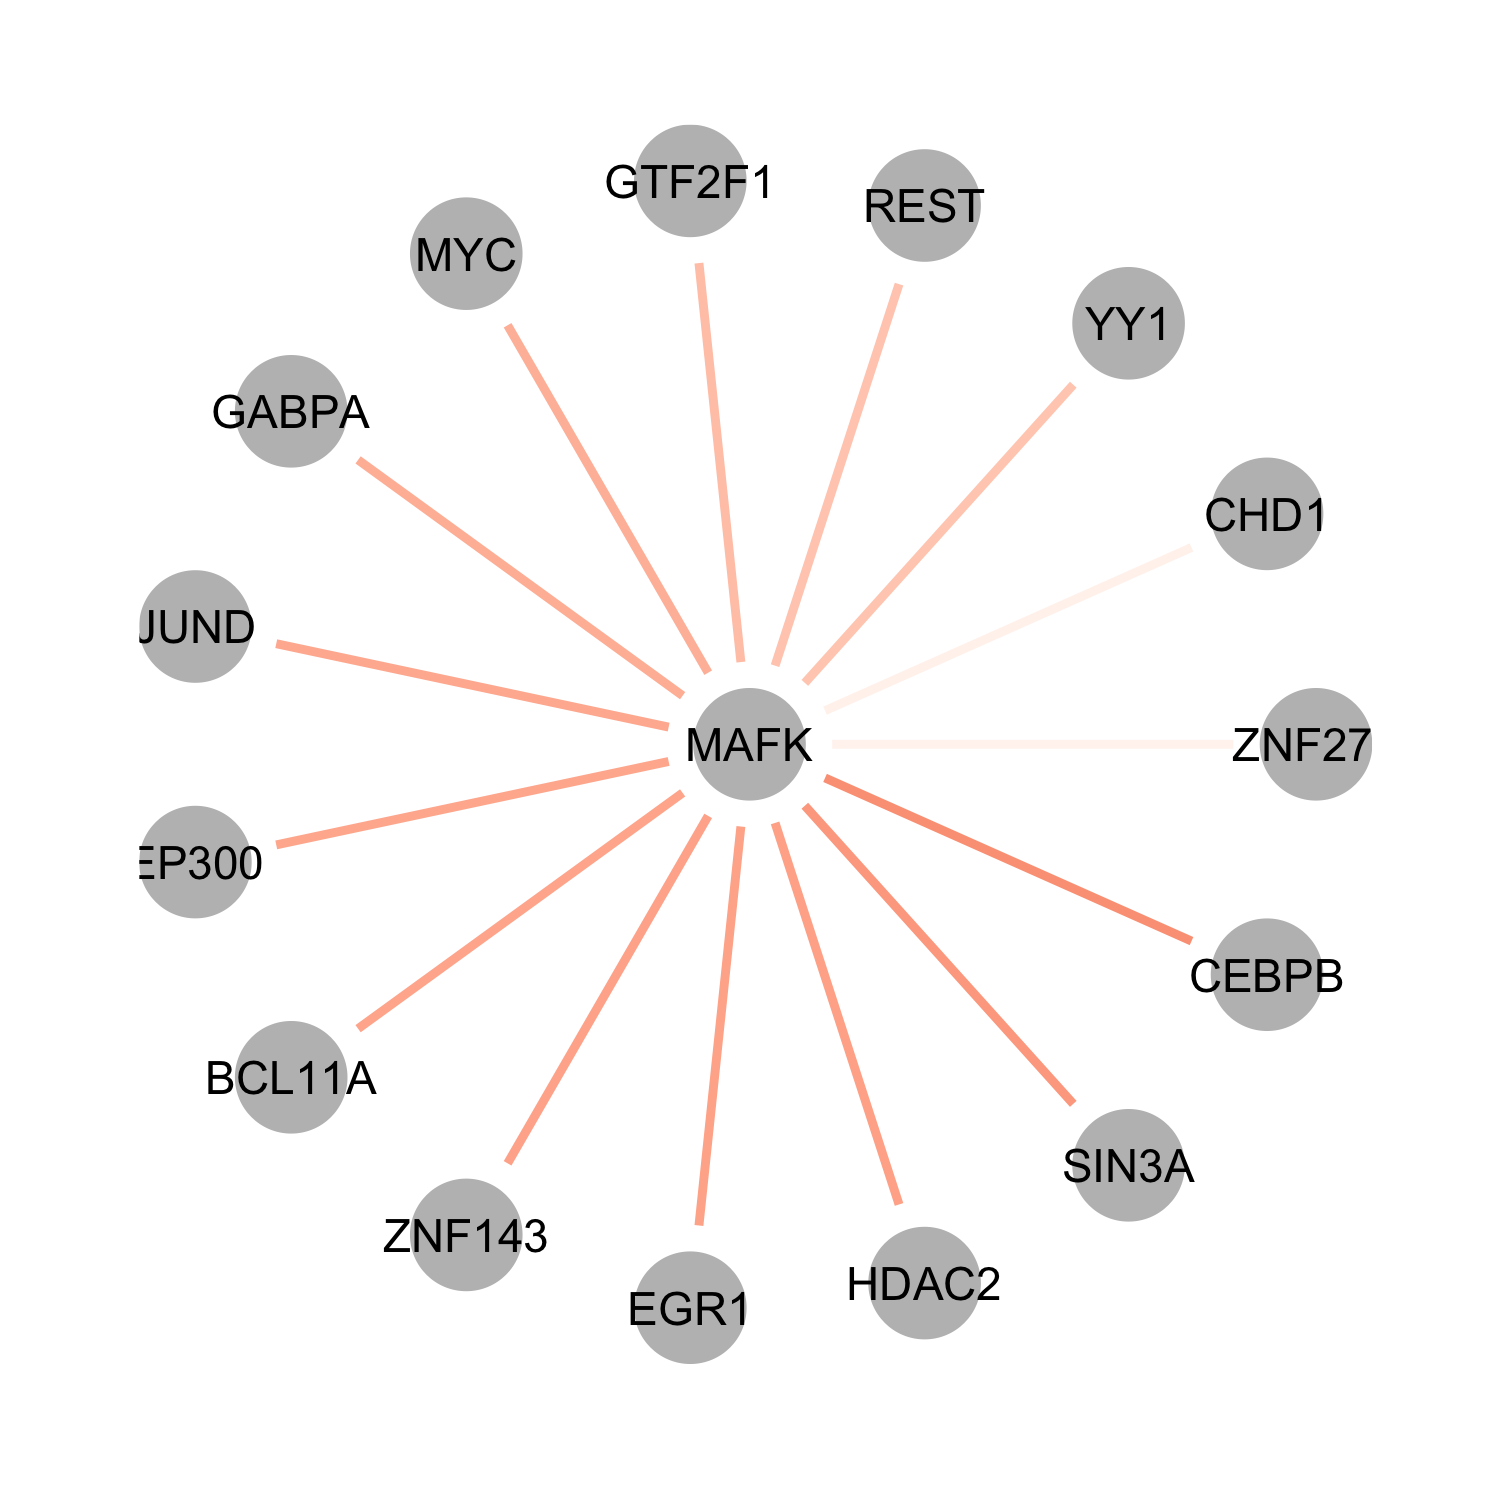 GTF2F1
REST
MYC
YY1
GABPA
CHD1
JUND
MAFK
ZNF27
EP300
CEBPB
BCL11A
SIN3A
ZNF143
HDAC2
EGR1